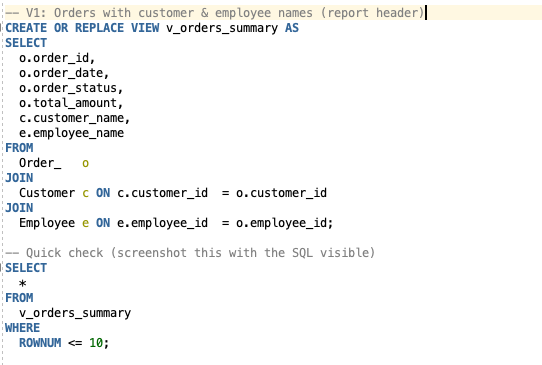 -- V1: Orders with customer & employee names (report header)
CREATE OR REPLACE VIEW v_orders_summary AS
SELECT
  o.order_id,
  o.order_date,
  o.order_status,
  o.total_amount,
  c.customer_name,
  e.employee_name
FROM
  Order_   o
JOIN
  Customer c ON c.customer_id  = o.customer_id
JOIN
  Employee e ON e.employee_id  = o.employee_id;

-- Quick check (screenshot this with the SQL visible)
SELECT
  *
FROM
  v_orders_summary
WHERE
  ROWNUM <= 10;